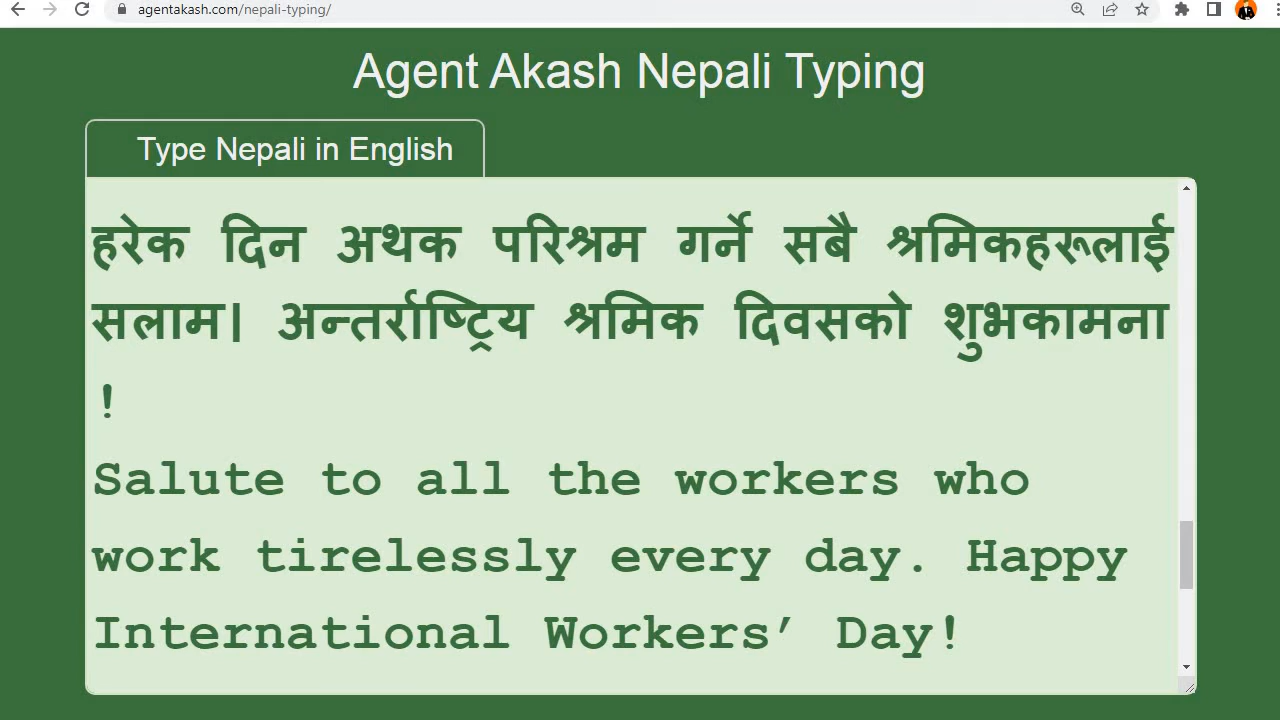 agentakash.com/nepali-typing/
Agent Akash Nepali Typing
Type Nepali in English
हरेक दिन अथक परिश्रम गर्ने सबै श्रमिकहरूलाई
सलाम। अन्तर्राष्ट्रिय श्रमिक दिवसको शुभकामना
!
Salute to all the workers who
work tirelessly every day. Happy
International Workers’ Day!